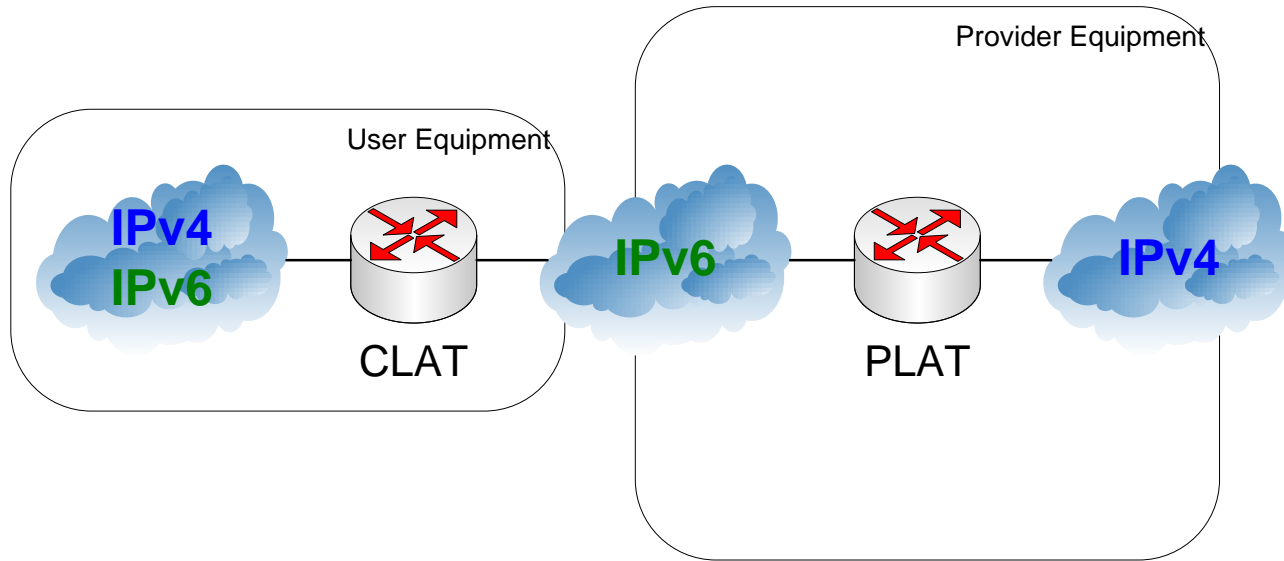 Provider Equipment
User Equipment
IPv4
IPv6
IPv6
IPv4
CLAT
PLAT